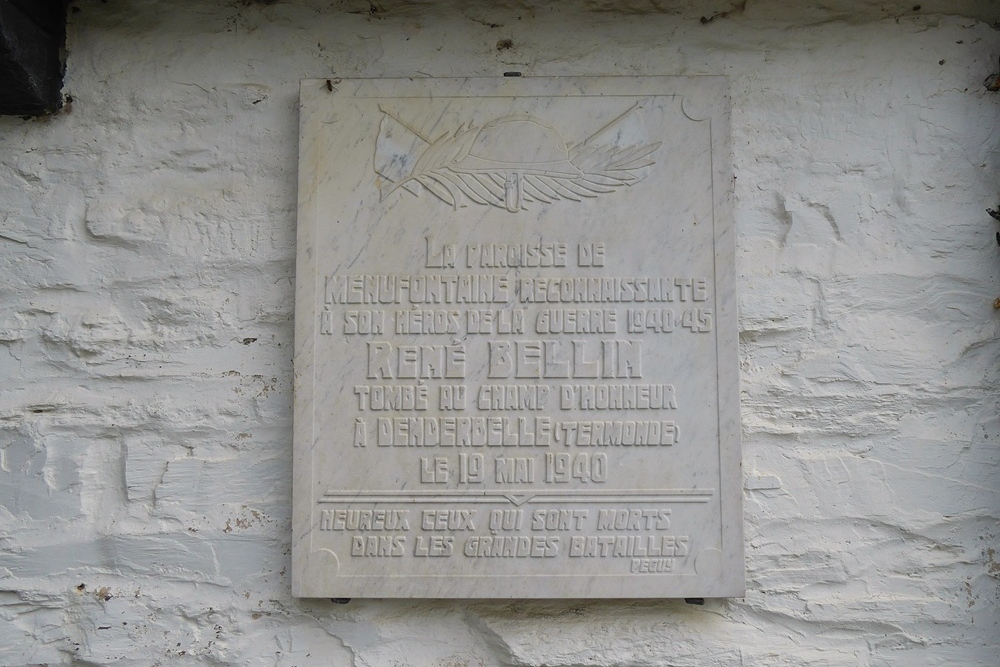 LA PAROISSE DE
MÉNUFONTAINE RECONNAISSANTE
À SON HÉROS DE LA GUERRE 1940-45
RENÉ BELLIN
TOMBÉ AU CHAMP D'HONNEUR
À DENDERBELLE (TERMONDE)
LE 19 MAI 1940
HEUREUX CEUX QUI SONT MORTS
DANS LES GRANDES BATAILLES
PEGUY